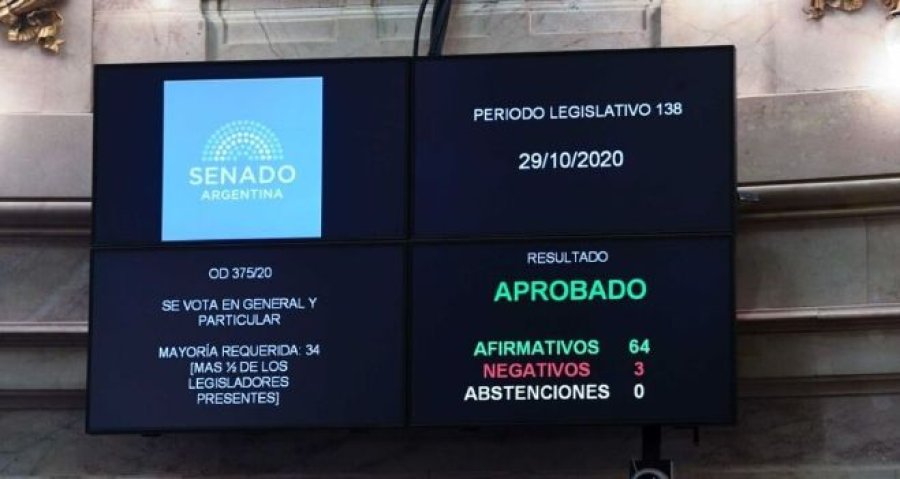 SENADO
ARGENTINA
PERIODO LEGISLATIVO 138
29/10/2020
OD 375/20
SE VOTA EN GENERAL Y
PARTICULAR
MAYORÍA REQUERIDA: 34
[MAS ½ DE LOS
LEGISLADORES
PRESENTES]
RESULTADO
APROBADO
AFIRMATIVOS 64
NEGATIVOS 3
ABSTENCIONES 0